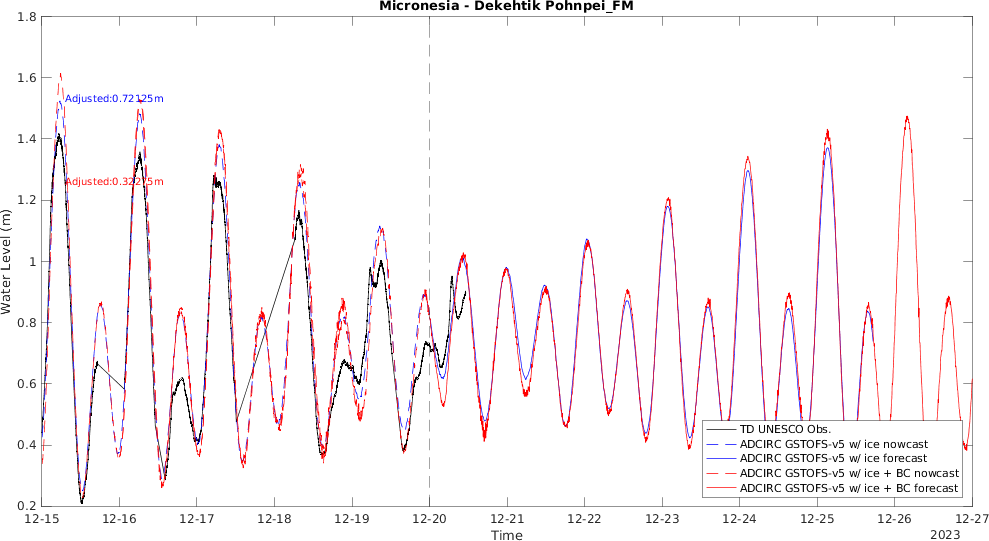 Micronesia - Dekehtik Pohnpei_FM
1.8
1.6
1.4
1.2
1
0.8
0.6
0.4
0.2
Water Level (m)
Adjusted:0.72125m
Adjusted:0.32275m
TD UNESCO Obs.
ADCIRC GSTOFS-v5 w/ ice nowcast
ADCIRC GSTOFS-v5 w/ ice forecast
ADCIRC GSTOFS-v5 w/ ice + BC nowcast
ADCIRC GSTOFS-v5 w/ ice + BC forecast
12-15 12-16 12-17 12-18 12-19 12-20 12-21 12-22 12-23 12-24 12-25 12-26 12-27
Time
2023